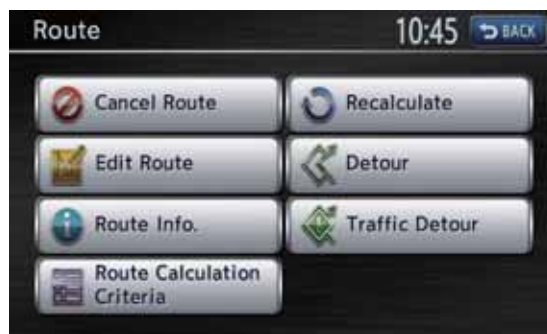 Route
10:45
BACK
Cancel Route
Recalculate
Edit Route
Detour
Route Info.
Traffic Detour
Route Calculation
Criteria